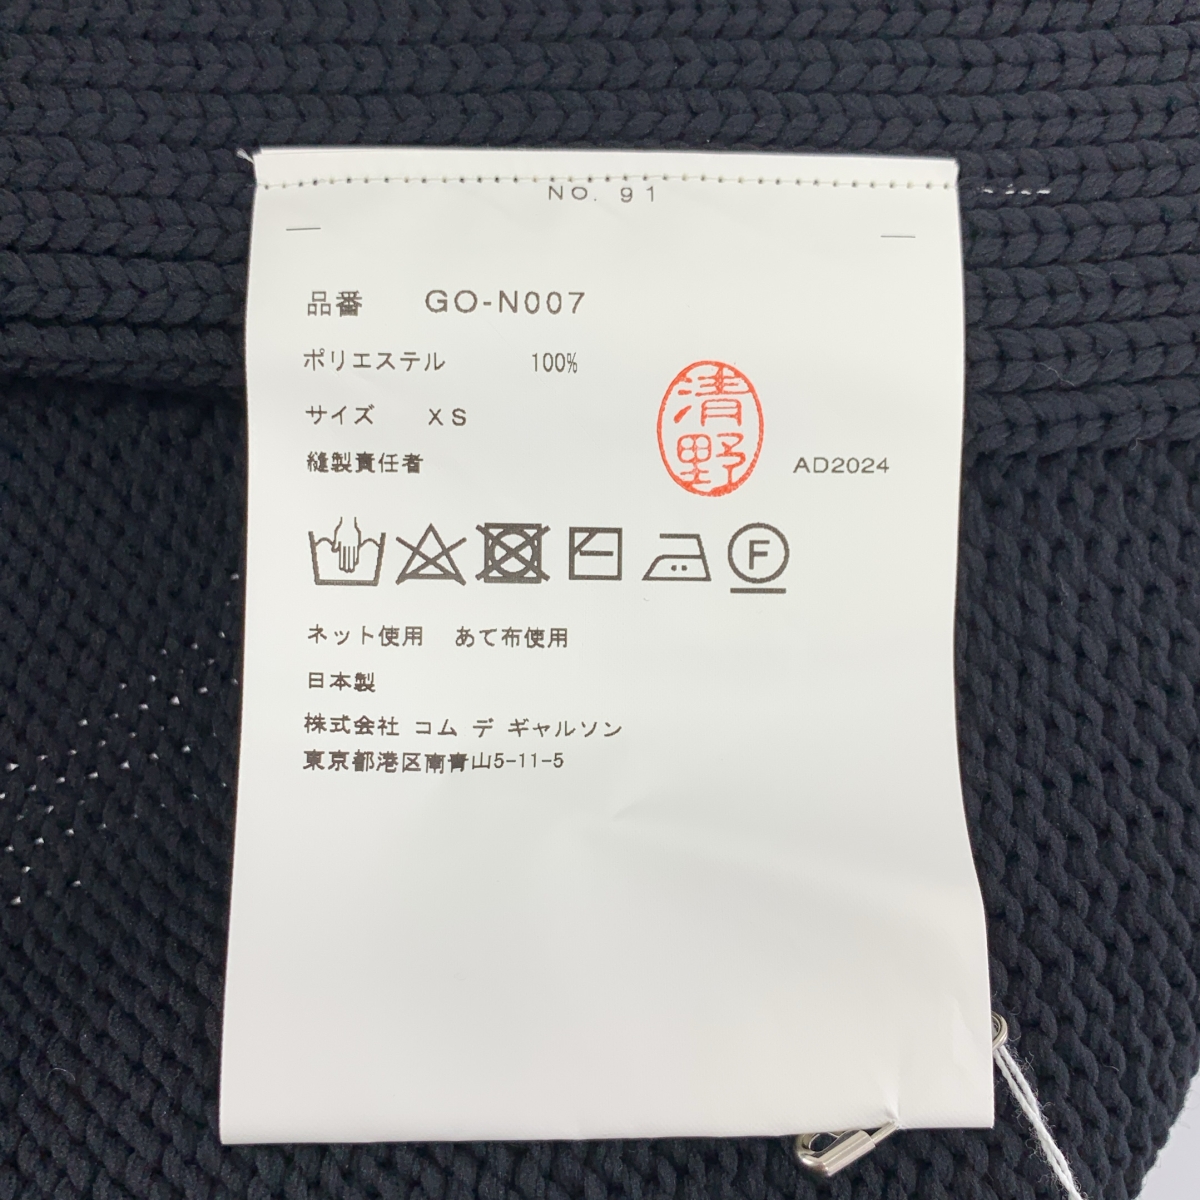 NO. 91
品番 GO-N007
ポリエステル 100%
サイズ XS
縫製責任者 清野 AD2024
F
ネット使用 あて布使用
日本製
株式会社 コム デ ギャルソン
東京都港区南青山5-11-5